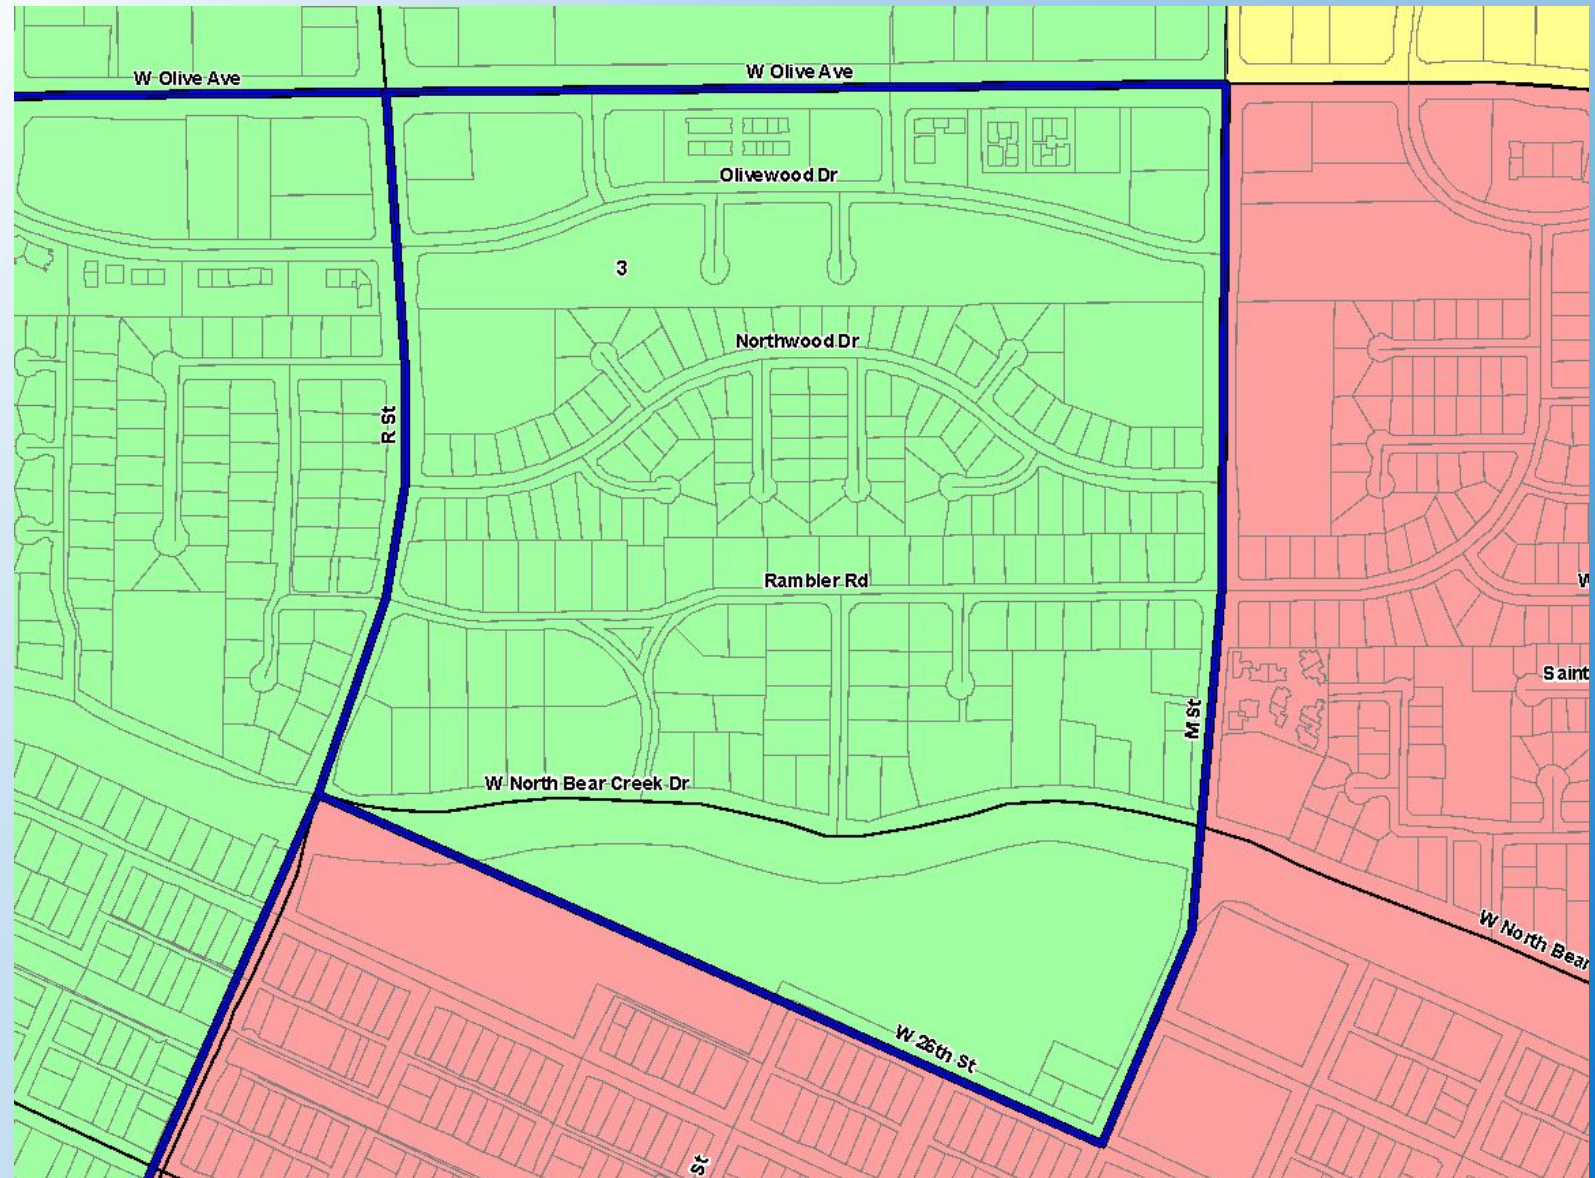 W Olive Ave
W Olive Ave
Olivewood Dr
3
Northwood Dr
R St
Rambler Rd
W
Saint
M St
W North Bear Creek Dr
W North Bear
W 26th St
St